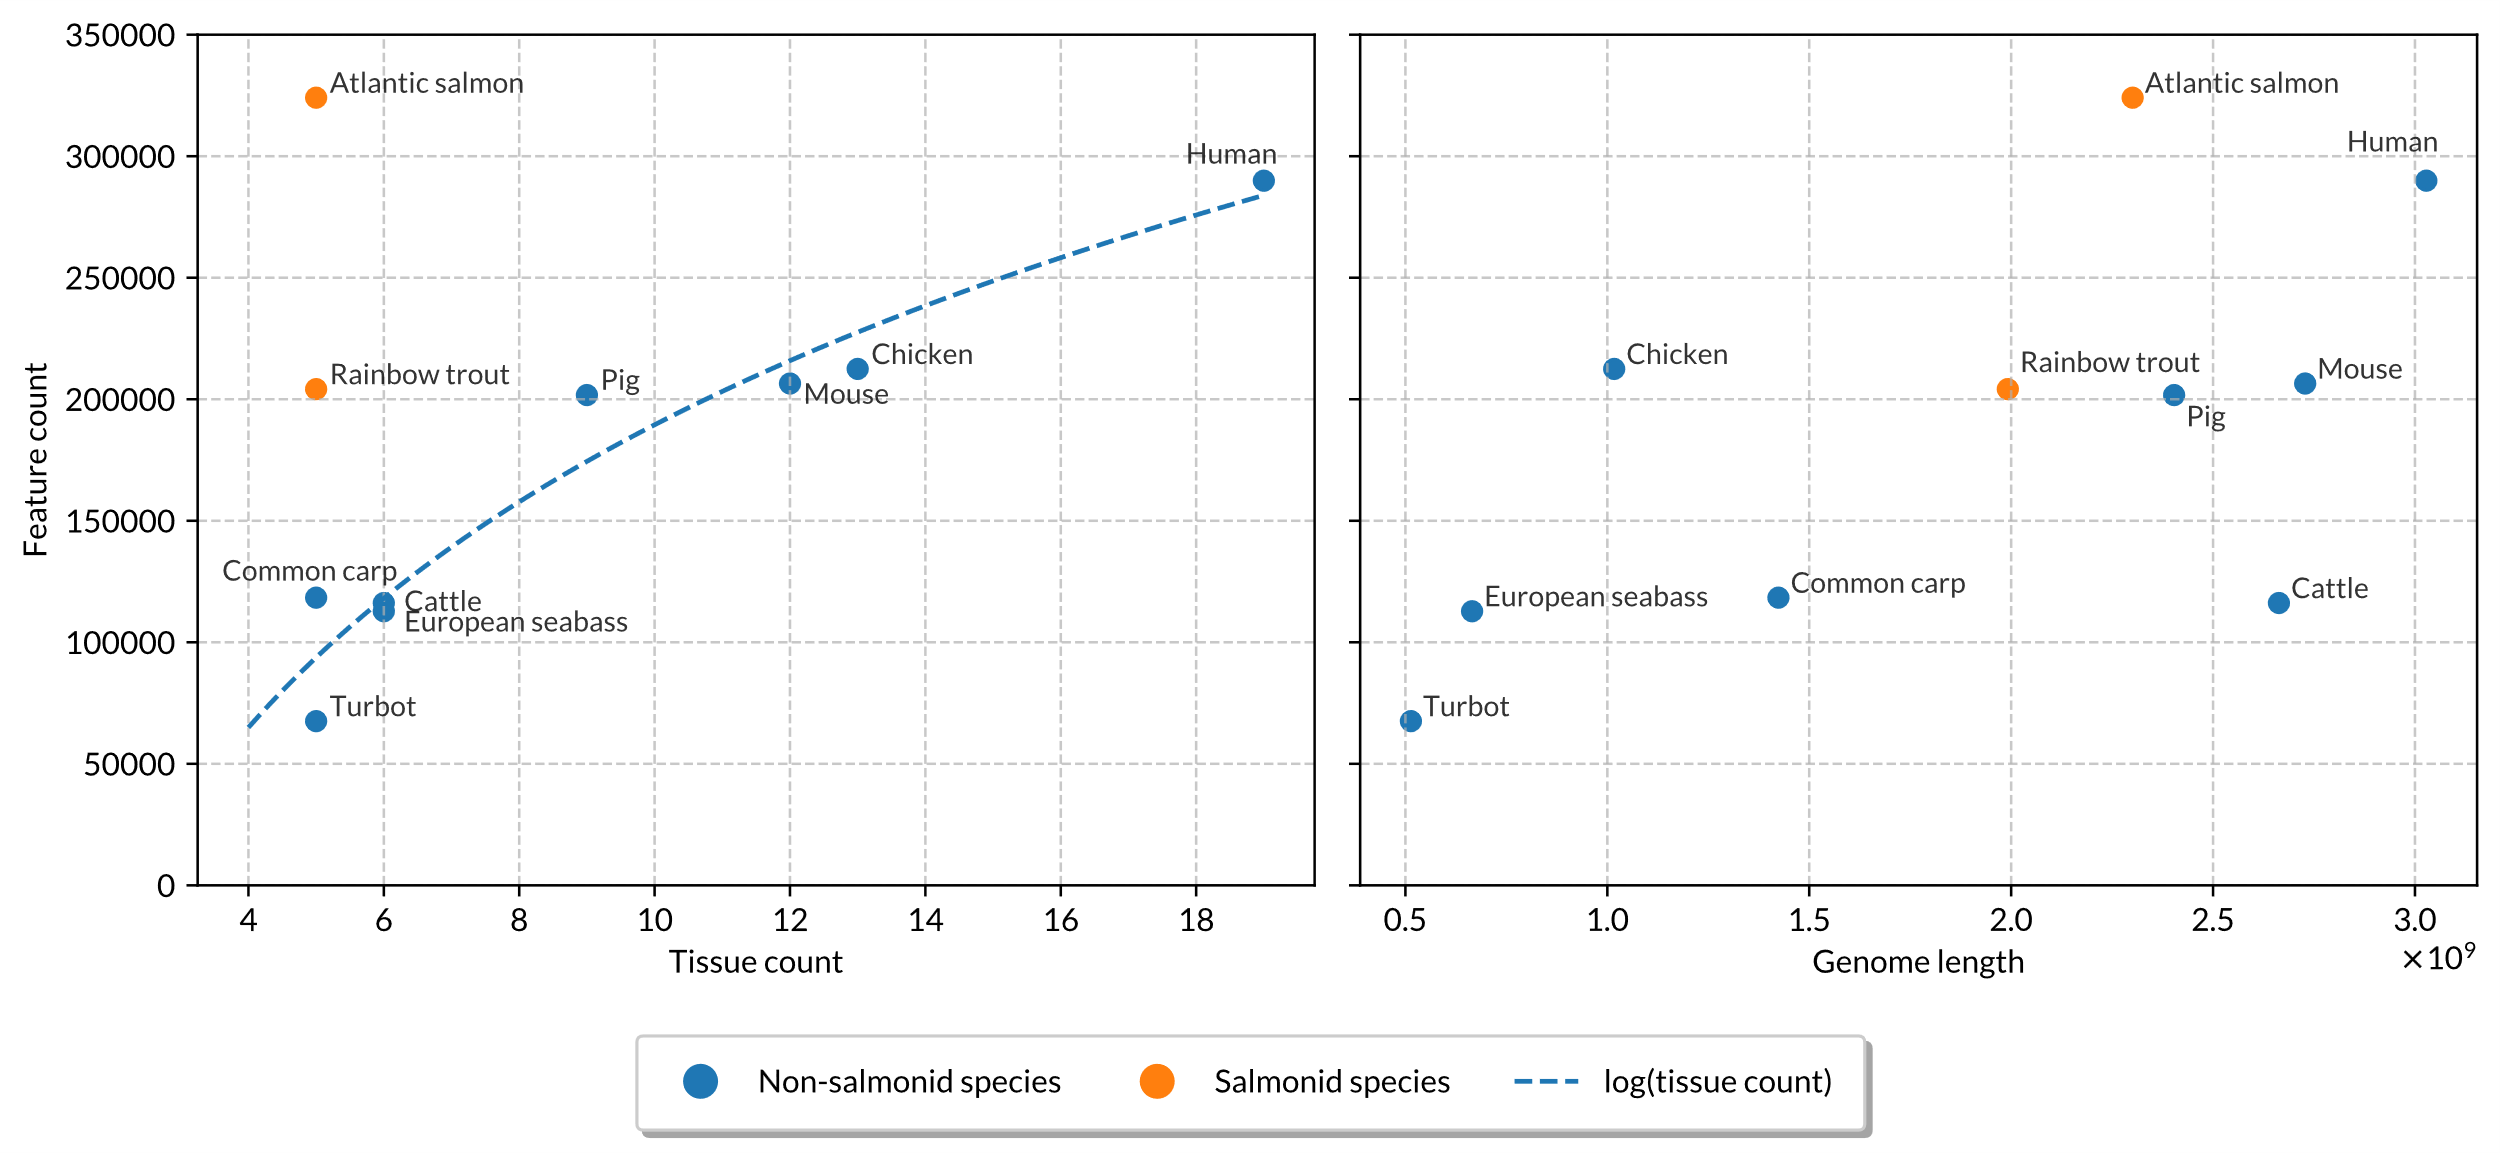 350000
300000
250000
200000
150000
100000
50000
0
Feature count
Atlantic salmon
Human
Chicken
Rainbow trout
Pig
Mouse
Common carp
Cattle
European seabass
Turbot
4 6 8 10 12 14 16 18
Tissue count
Atlantic salmon
Human
Chicken
Rainbow trout
Mouse
Pig
European seabass
Common carp
Cattle
Turbot
0.5 1.0 1.5 2.0 2.5 3.0
Genome length
×10⁹
Non-salmonid species
Salmonid species
log(tissue count)